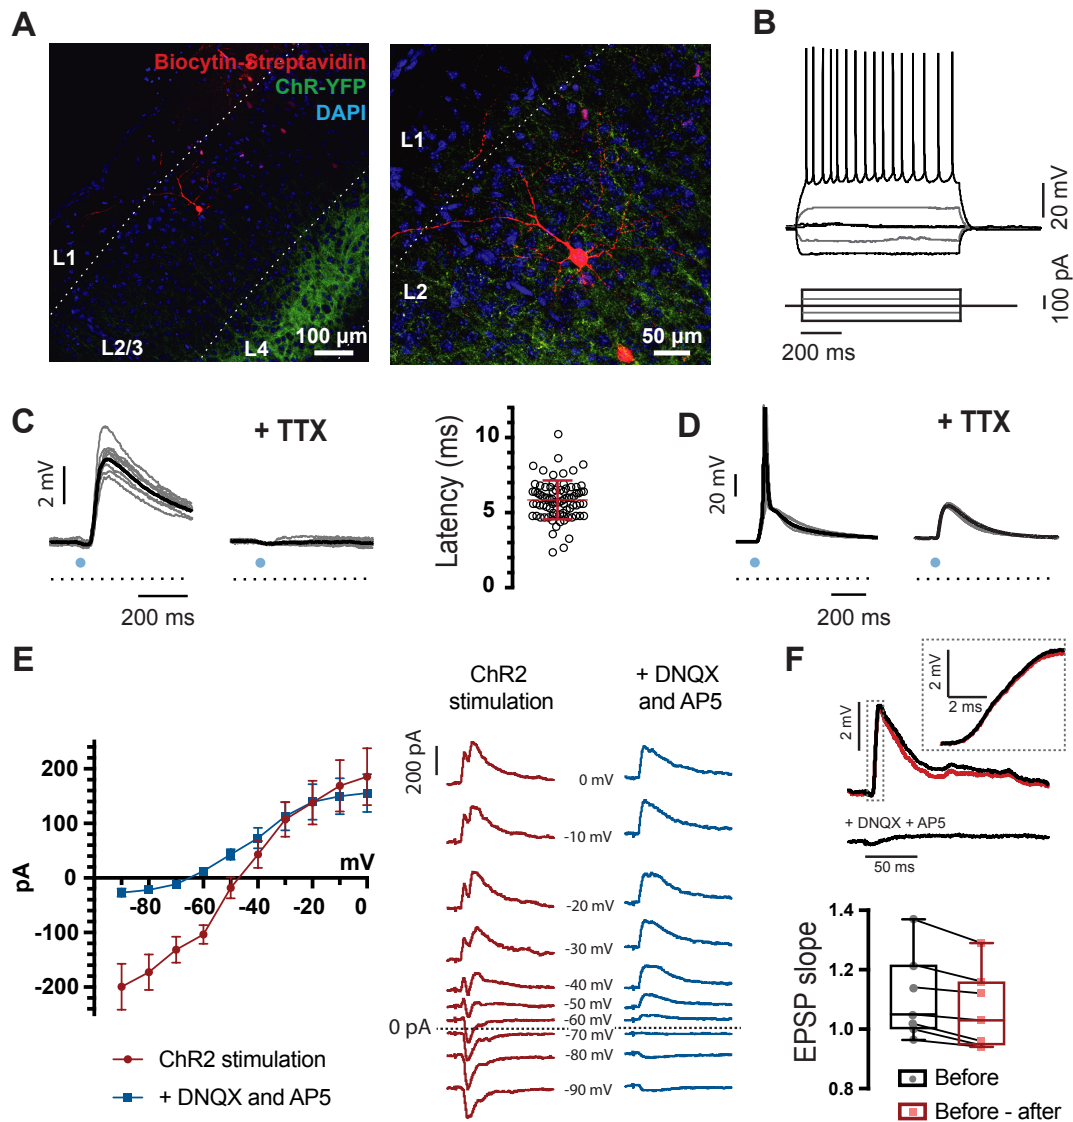 A
Biocytin-Streptavidin
ChR-YFP
DAPI
L1
L2/3
L4
100 µm
L1
L2
50 µm
B
20 mV
100 pA
200 ms
C
2 mV
+ TTX
200 ms
Latency (ms)
10
5
0
D
20 mV
+ TTX
200 ms
E
pA
200
100
0
-100
-200
mV
-80
-60
-40
-20
0
ChR2 stimulation
+ DNQX and AP5
ChR2
stimulation
+ DNQX
and AP5
200 pA
0 mV
-10 mV
-20 mV
-30 mV
-40 mV
-50 mV
-60 mV
0 pA
-70 mV
-80 mV
-90 mV
F
2 mV
2 ms
2 mV
+ DNQX + AP5
50 ms
EPSP slope
1.4
1.2
1.0
0.8
Before
Before - after